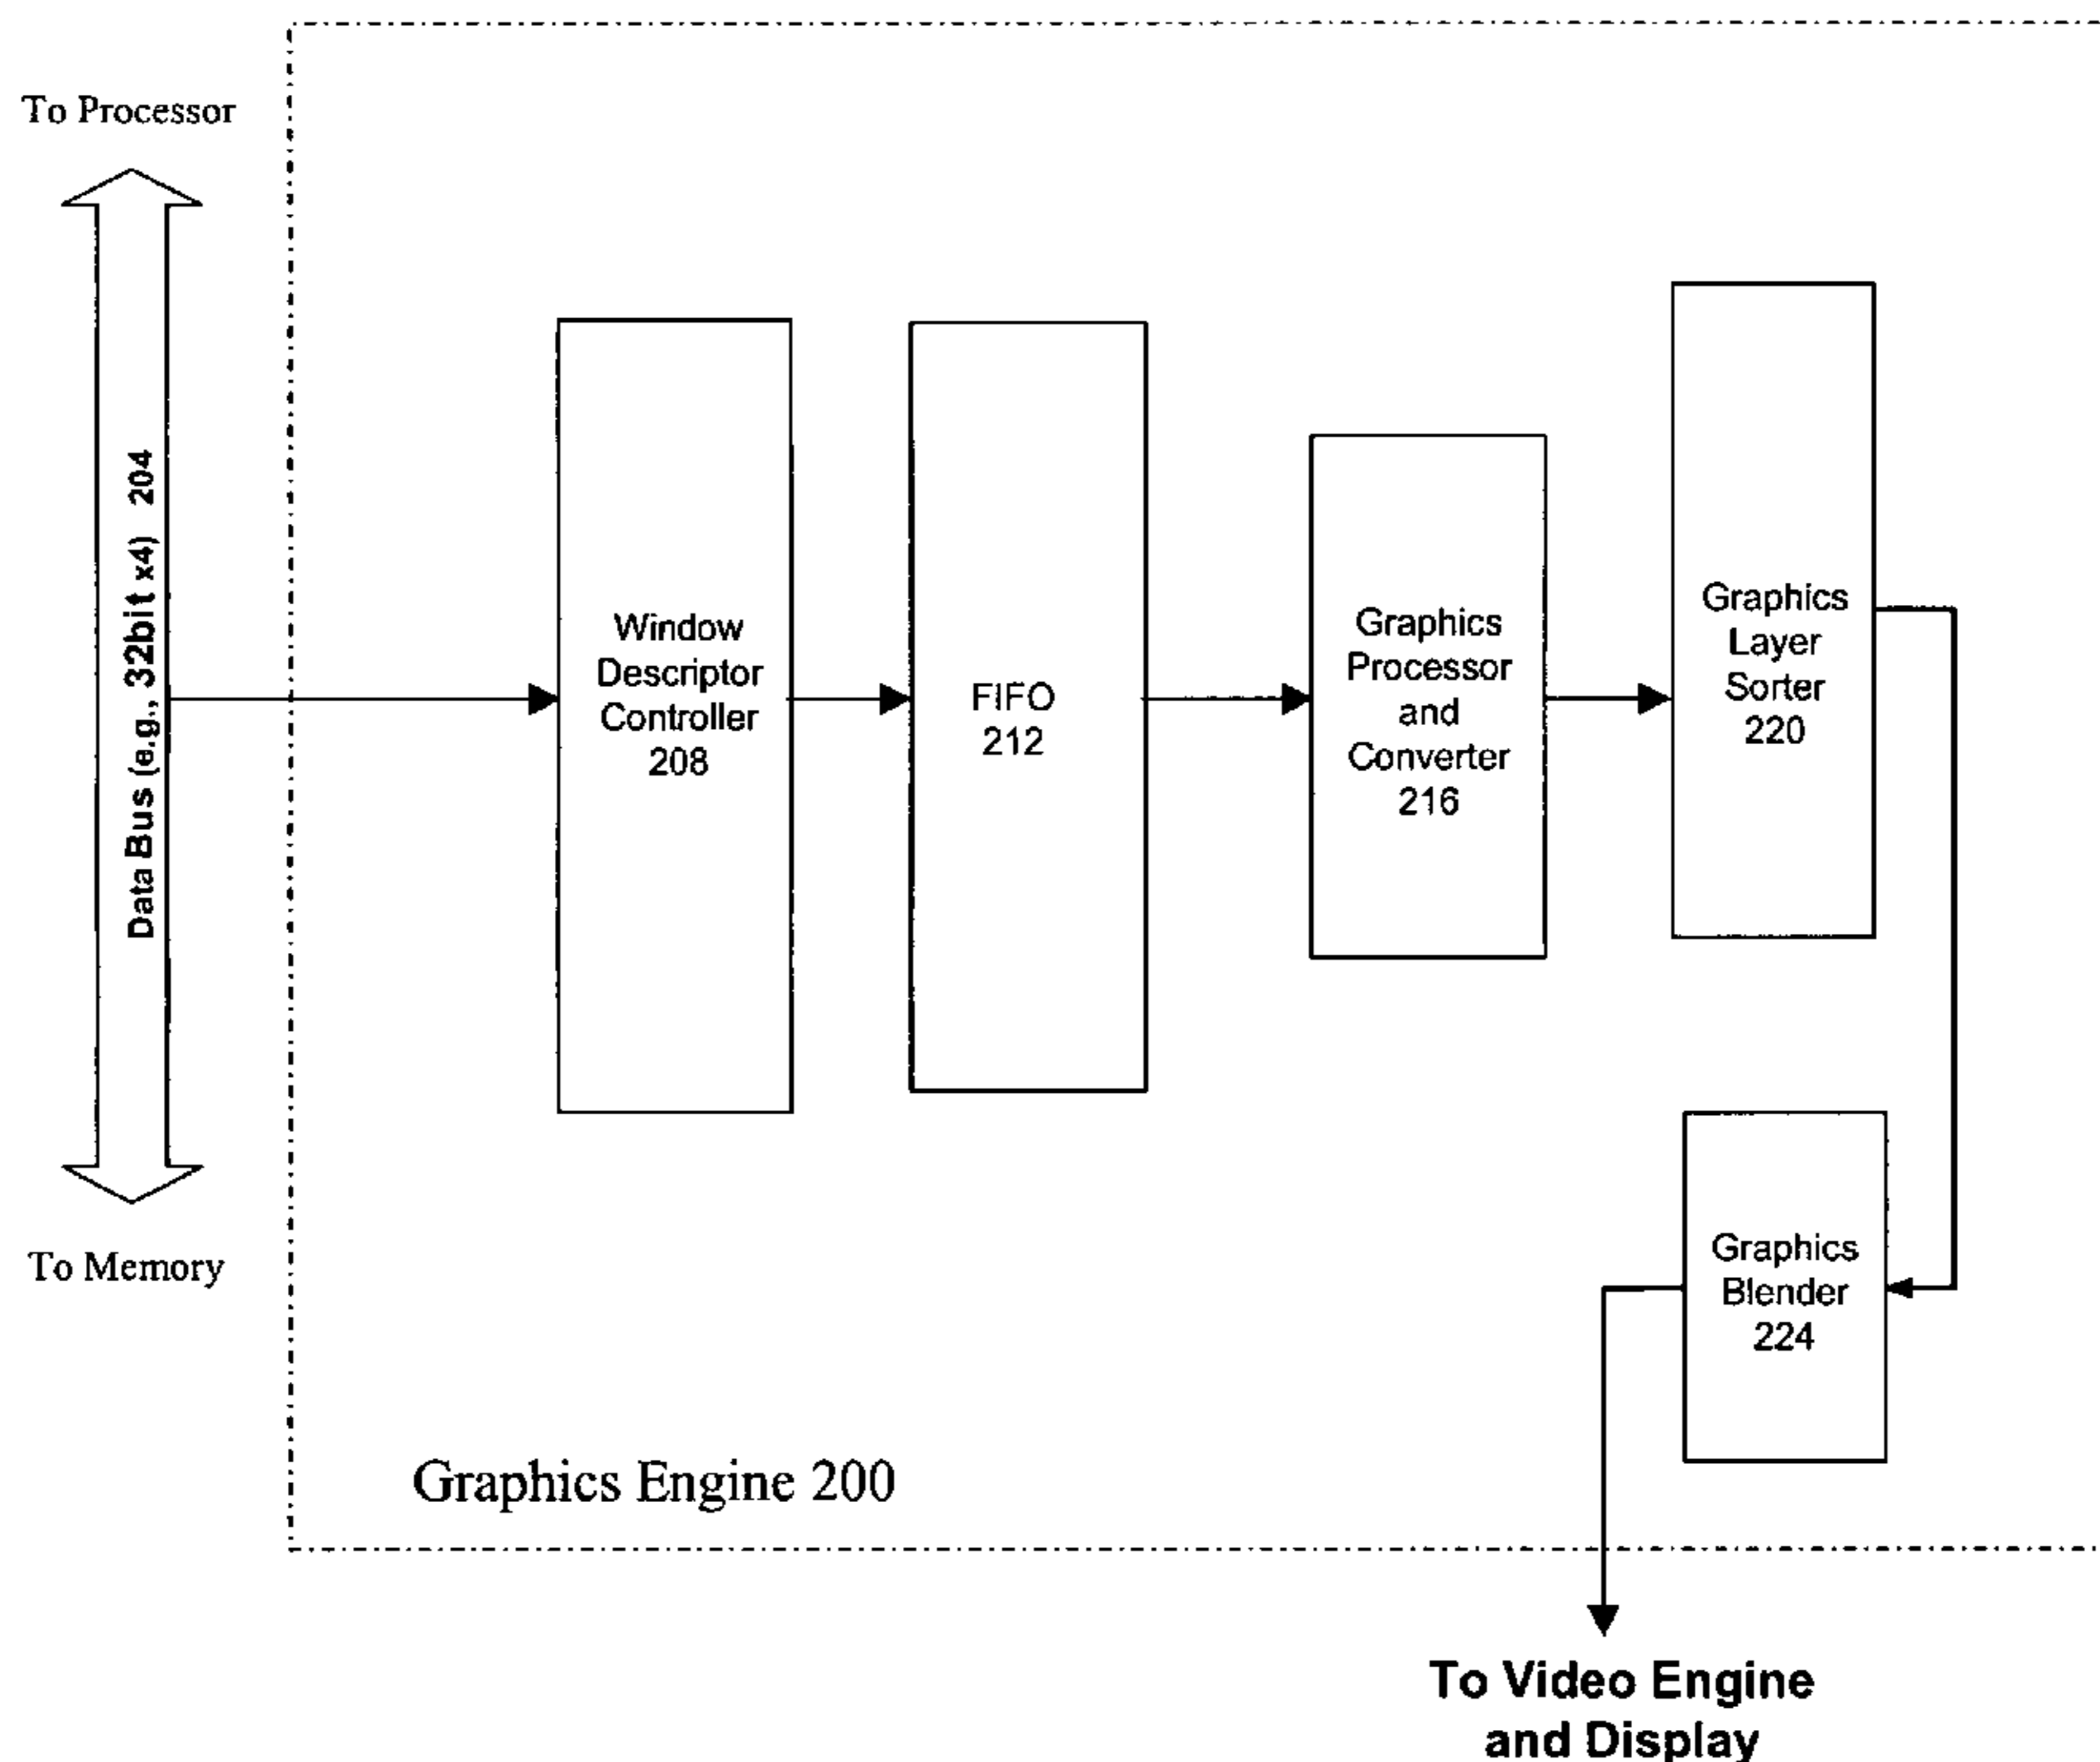 To Processor
Data Bus (e.g., 32bit x4) 204
To Memory
Window
Descriptor
Controller
208
FIFO
212
Graphics
Processor
and
Converter
216
Graphics
Layer
Sorter
220
Graphics
Blender
224
Graphics Engine 200
To Video Engine
and Display